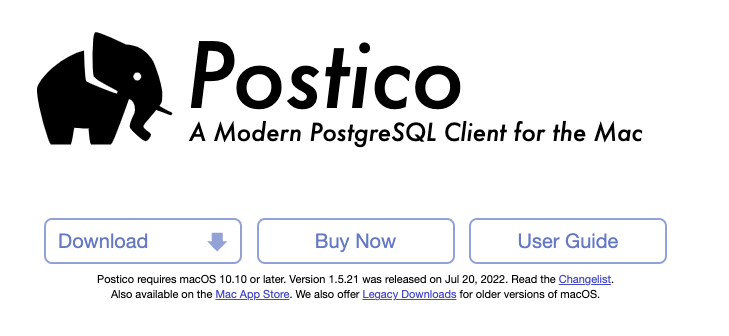 Postico
A Modern PostgreSQL Client for the Mac
Download
Buy Now
User Guide
Postico requires macOS 10.10 or later. Version 1.5.21 was released on Jul 20, 2022. Read the Changelist.
Also available on the Mac App Store. We also offer Legacy Downloads for older versions of macOS.